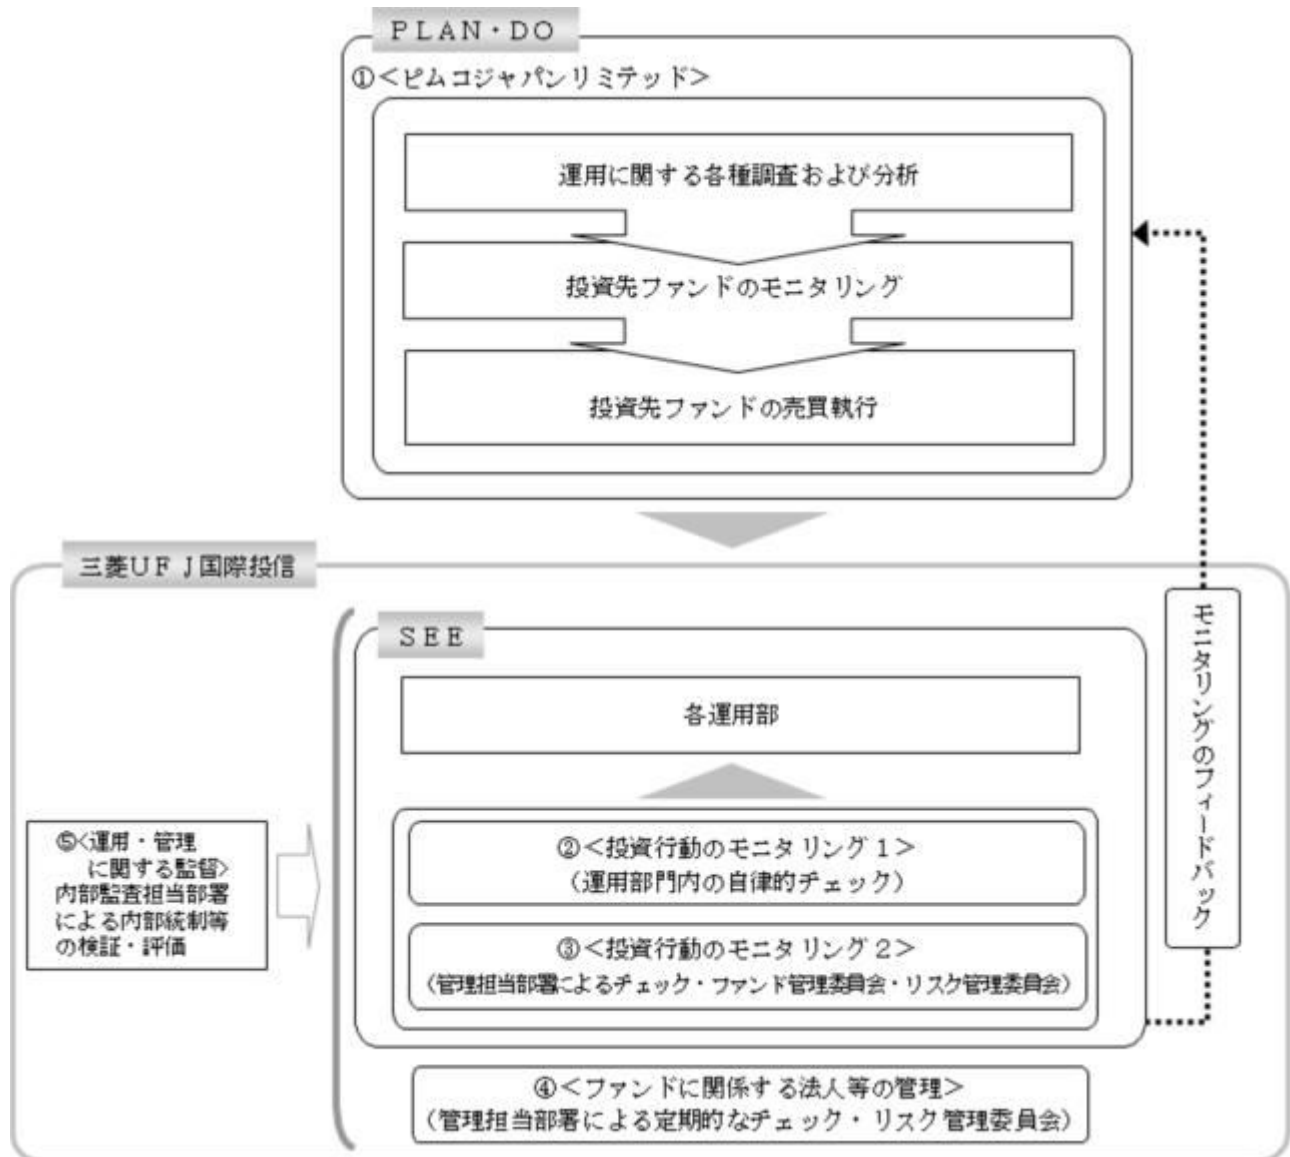 ＰＬＡＮ・ＤＯ
①＜ピムコジャパンリミテッド＞
運用に関する各種調査および分析
投資先ファンドのモニタリング
投資先ファンドの売買執行
三菱ＵＦＪ国際投信
ＳＥＥ
各運用部
②＜投資行動のモニタリング１＞
（運用部門内の自律的チェック）
③＜投資行動のモニタリング２＞
（管理担当部署によるチェック・ファンド管理委員会・リスク管理委員会）
④＜ファンドに関係する法人等の管理＞
（管理担当部署による定期的なチェック・リスク管理委員会）
⑤＜運用・管理
に関する監督＞
内部監査担当部署
による内部統制等
の検証・評価
モニタリングのフィードバック